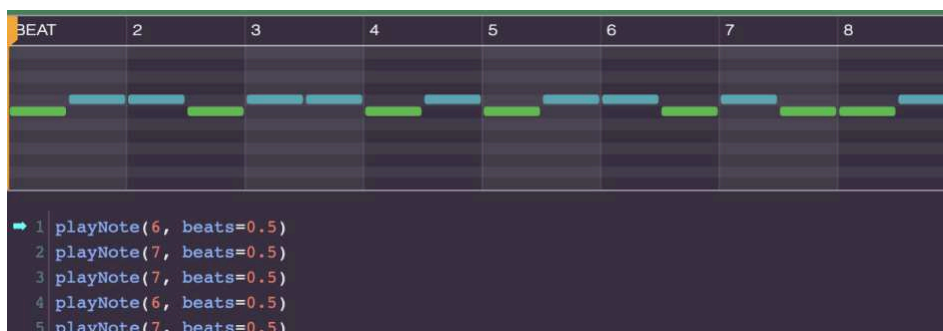 BEAT 2 3 4 5 6 7 8
1 playNote(6, beats=0.5)
2 playNote(7, beats=0.5)
3 playNote(7, beats=0.5)
4 playNote(6, beats=0.5)
5 playNote(7, beats=0.5)